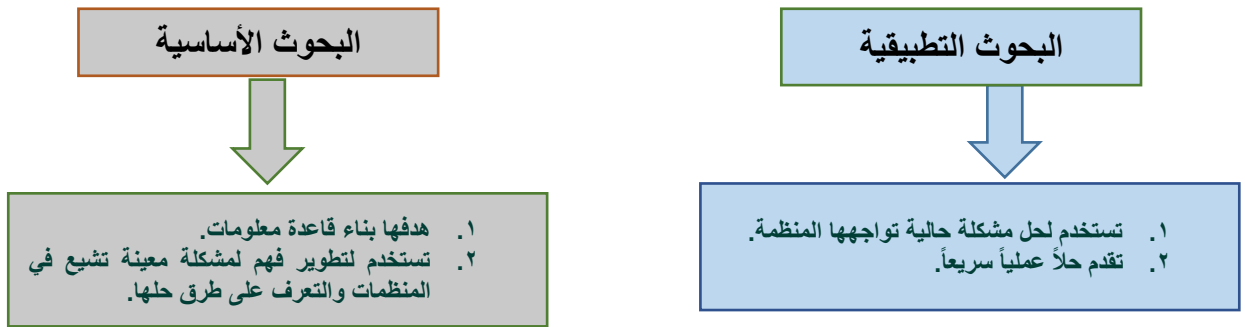 البحوث التطبيقية
١. تستخدم لحل مشكلة حالية تواجهها المنظمة.
٢. تقدم حلاً عملياً سريعاً.
البحوث الأساسية
١. هدفها بناء قاعدة معلومات.
٢. تستخدم لتطوير فهم لمشكلة معينة تشيع في
المنظمات والتعرف على طرق حلها.